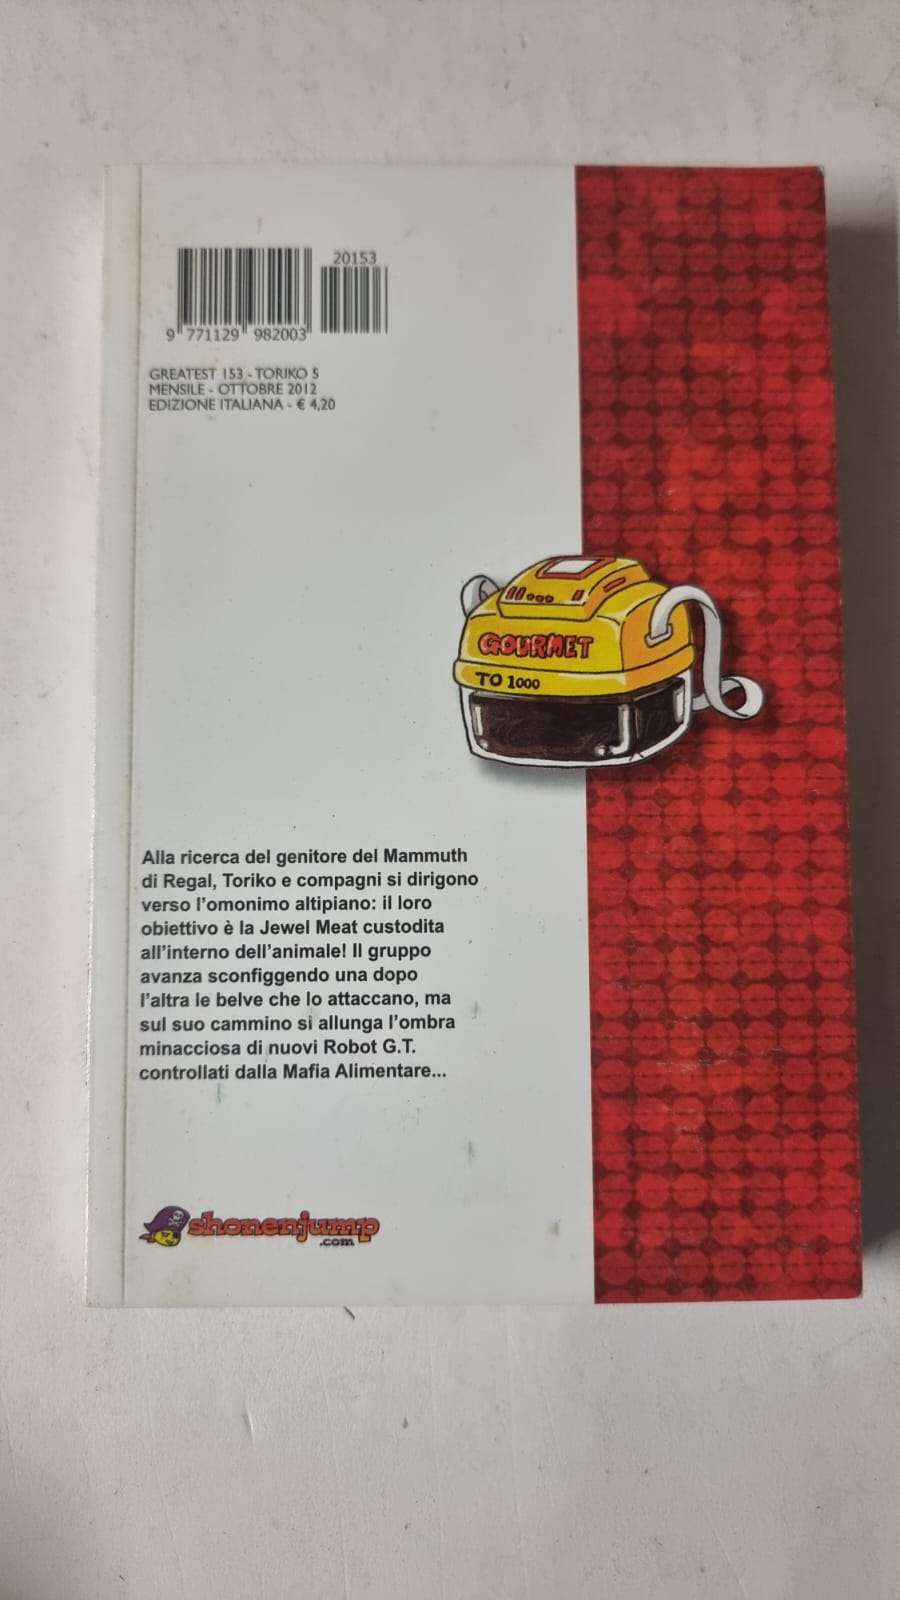 20153
9 771129 982003
GREATEST 153 - TORIKO 5
MENSILE - OTTOBRE 2012
EDIZIONE ITALIANA - € 4,20
GOURMET
TO 1000
Alla ricerca del genitore del Mammuth
di Regal, Toriko e compagni si dirigono
verso l'omonimo altipiano: il loro
obiettivo è la Jewel Meat custodita
all'interno dell'animale! Il gruppo
avanza sconfiggendo una dopo
l'altra le belve che lo attaccano, ma
sul suo cammino si allunga l'ombra
minacciosa di nuovi Robot G.T.
controllati dalla Mafia Alimentare...
shonenjump
.com